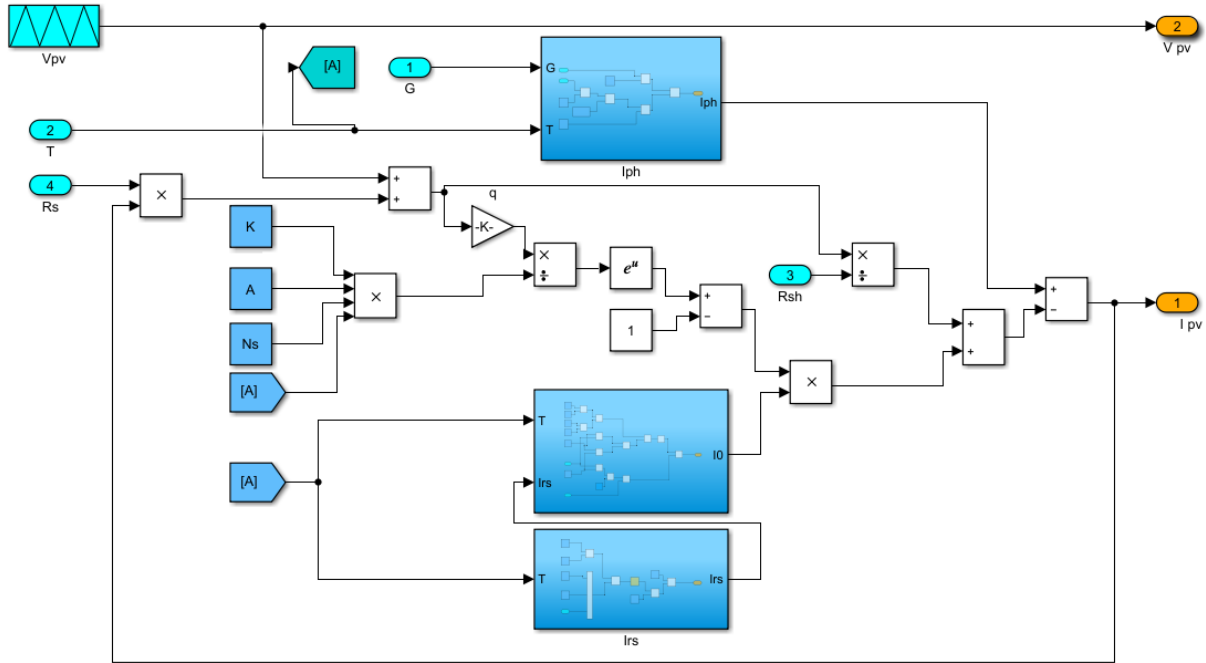 Vpv
2
V pv
[A]
1
G
G
T
Iph
Iph
2
T
4
Rs
×
+
+
q
-K-
K
A
Ns
[A]
×
×
÷
e^u
+
−
1
3
Rsh
×
÷
+
+
+
−
1
I pv
×
T
Irs
I0
[A]
T
Irs
Irs